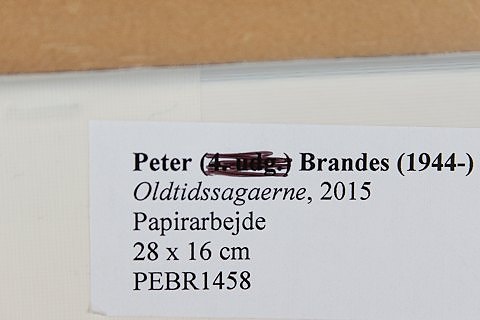 Peter (4. udg.) Brandes (1944-)
Oldtidssagaerne, 2015
Papirarbejde
28 x 16 cm
PEBR1458